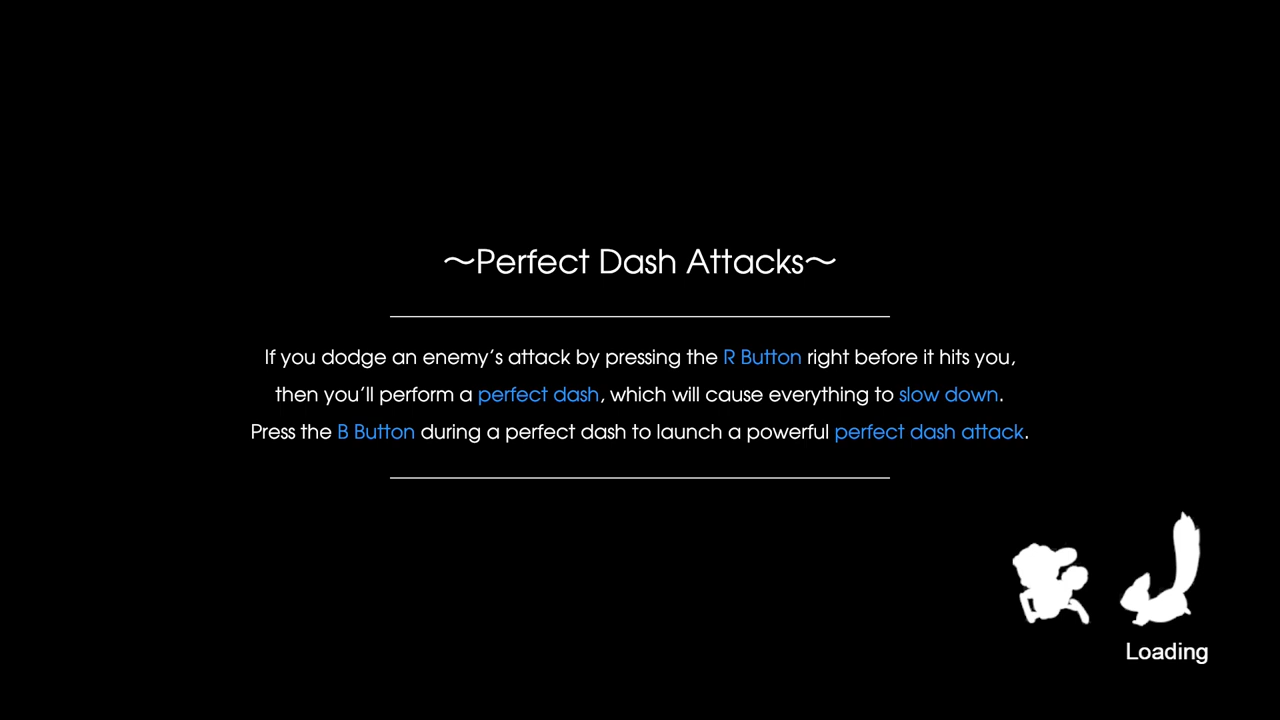 ～Perfect Dash Attacks～
If you dodge an enemy's attack by pressing the R Button right before it hits you,
then you'll perform a perfect dash, which will cause everything to slow down.
Press the B Button during a perfect dash to launch a powerful perfect dash attack.
Loading